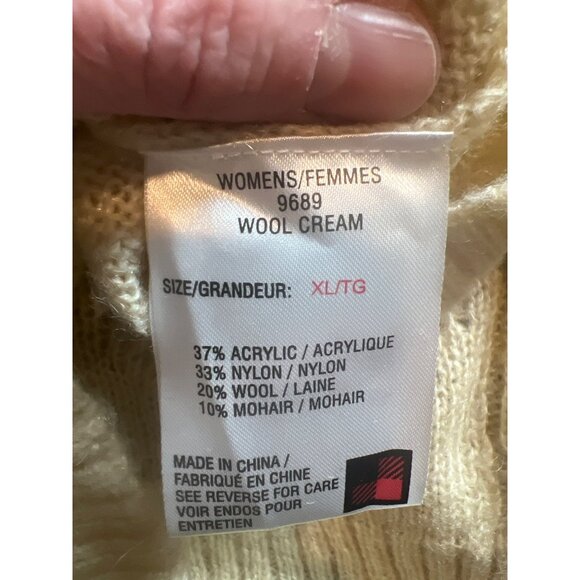 WOMENS/FEMMES
9689
WOOL CREAM
SIZE/GRANDEUR: XL/TG
37% ACRYLIC / ACRYLIQUE
33% NYLON / NYLON
20% WOOL / LAINE
10% MOHAIR / MOHAIR
MADE IN CHINA /
FABRIQUÉ EN CHINE
SEE REVERSE FOR CARE
VOIR ENDOS POUR
ENTRETIEN